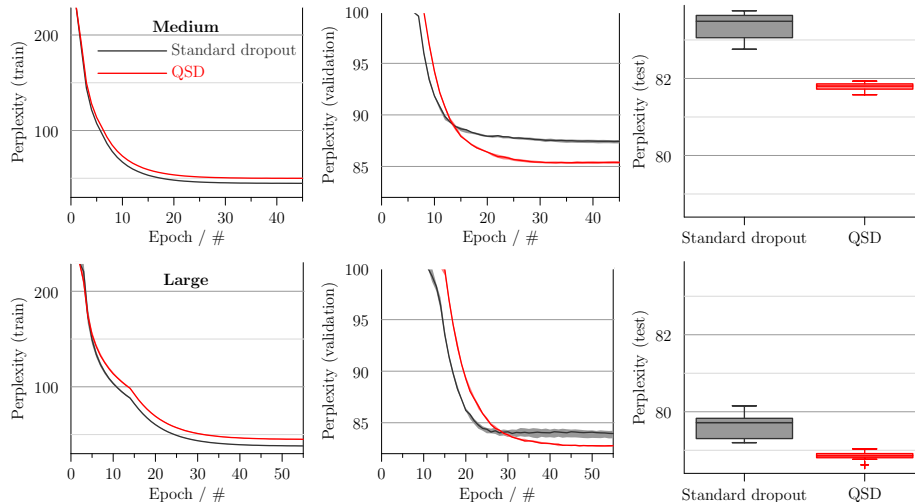 Medium
Standard dropout
QSD
Perplexity (train)
200
100
0 10 20 30 40
Epoch / #
Perplexity (validation)
100
95
90
85
0 10 20 30 40
Epoch / #
Perplexity (test)
82
80
Standard dropout QSD
Large
Perplexity (train)
200
100
0 10 20 30 40 50
Epoch / #
Perplexity (validation)
100
95
90
85
0 10 20 30 40 50
Epoch / #
Perplexity (test)
82
80
Standard dropout QSD